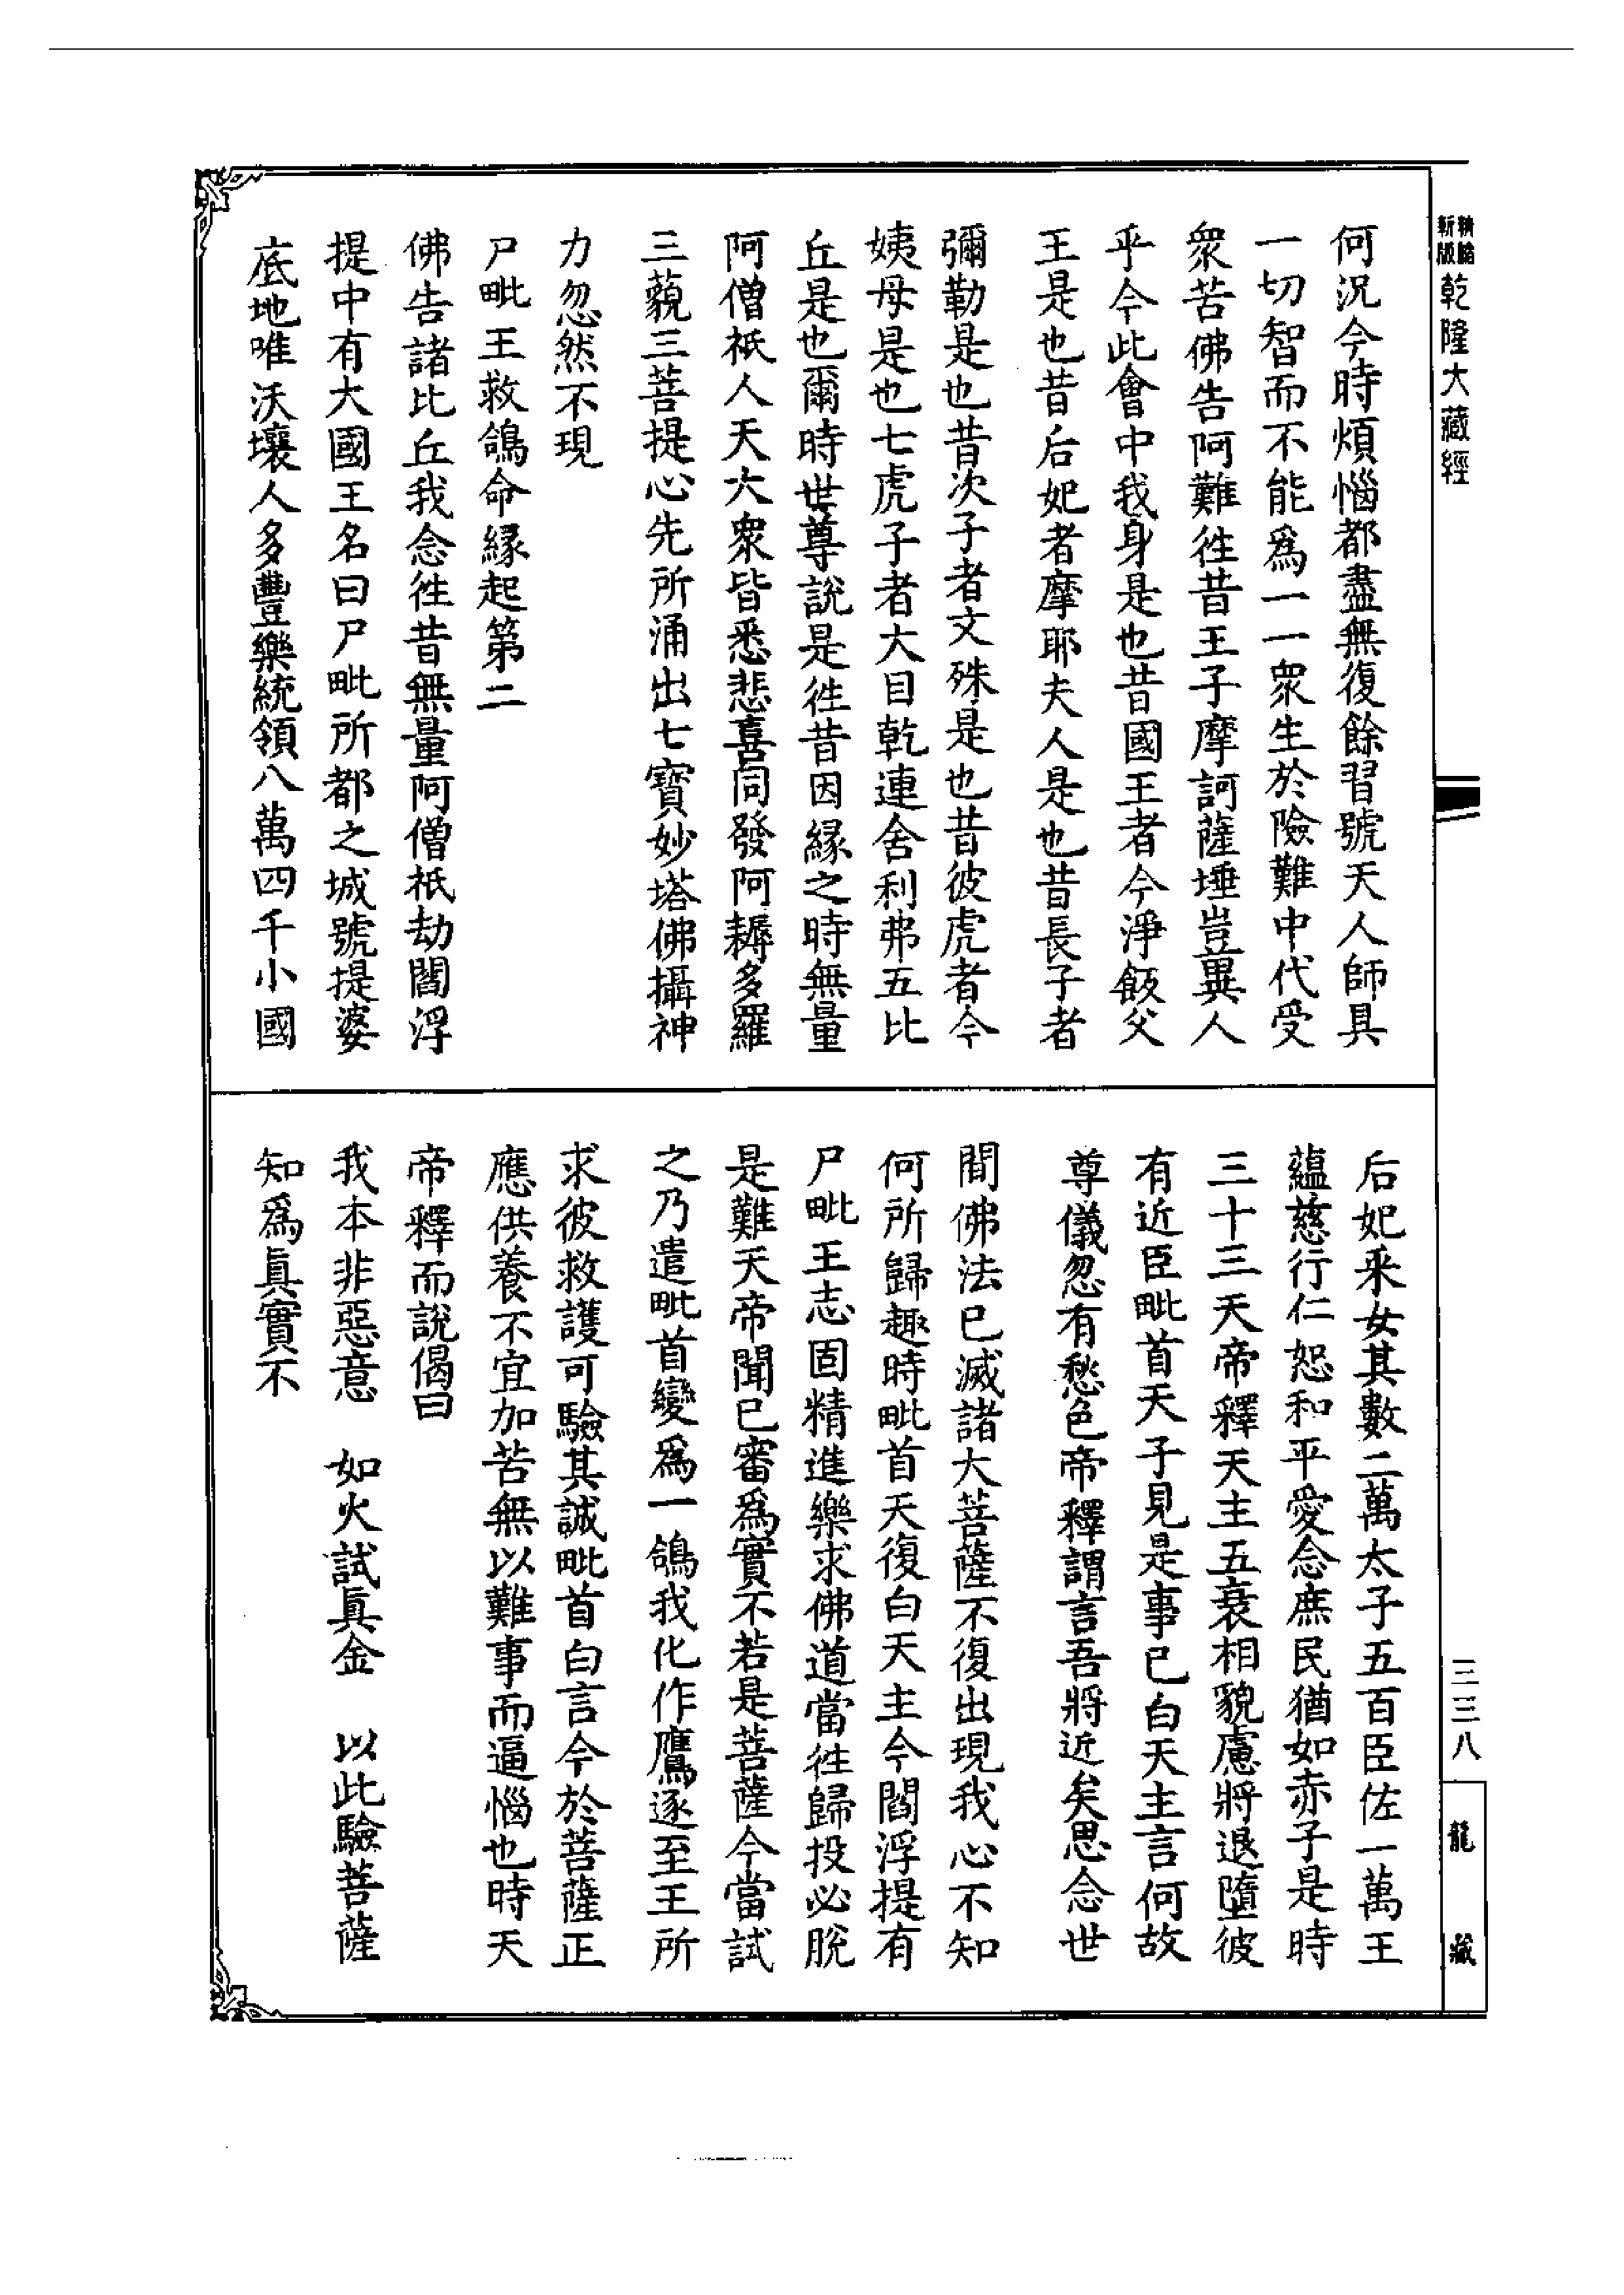 新版
精縮
乾隆大藏經
何況今時煩惱都盡無復餘習號天人師具
一切智而不能爲一一眾生於險難中代受
眾苦佛告阿難徃昔王子摩訶薩埵豈異人
乎今此會中我身是也昔國王者今淨飯父
王是也昔后妃者摩耶夫人是也昔長子者
彌勒是也昔次子者文殊是也昔彼虎者今
姨母是也七虎子者大目乾連舍利弗五比
丘是也爾時世尊說是徃昔因緣之時無量
阿僧祇人天大眾皆悉悲喜同發阿耨多羅
三藐三菩提心先所涌出七寶妙塔佛攝神
力忽然不現
尸毗王救鴿命緣起第二
佛告諸比丘我念徃昔無量阿僧祇劫閻浮
提中有大國王名曰尸毗所都之城號提婆
底地唯沃壤人多豐樂統領八萬四千小國
后妃采女其數二萬太子五百臣佐一萬王
蘊慈行仁恕和平愛念庶民猶如赤子是時
三十三天帝釋天主五衰相貌慮將退墮彼
有近臣毗首天子見是事已白天主言何故
尊儀忽有愁色帝釋謂言吾將近矣思念世
間佛法已滅諸大菩薩不復出現我心不知
何所歸趣時毗首天復白天主今閻浮提有
尸毗王志固精進樂求佛道當徃歸投必脫
是難天帝聞已審爲實不若是菩薩今當試
之乃遣毗首變爲一鴿我化作鷹逐至王所
求彼救護可驗其誠毗首白言今於菩薩正
應供養不宜加苦無以難事而逼惱也時天
帝釋而說偈曰
我本非惡意　如火試眞金　以此驗菩薩
知爲眞實不
三三八
龍藏